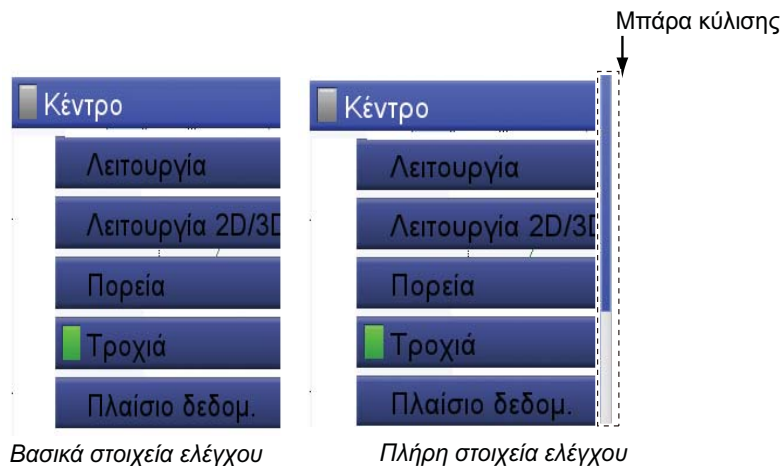 Μπάρα κύλισης
Κέντρο
Λειτουργία
Λειτουργία 2D/3D
Πορεία
Τροχιά
Πλαίσιο δεδομ.
Βασικά στοιχεία ελέγχου
Κέντρο
Λειτουργία
Λειτουργία 2D/3D
Πορεία
Τροχιά
Πλαίσιο δεδομ.
Πλήρη στοιχεία ελέγχου